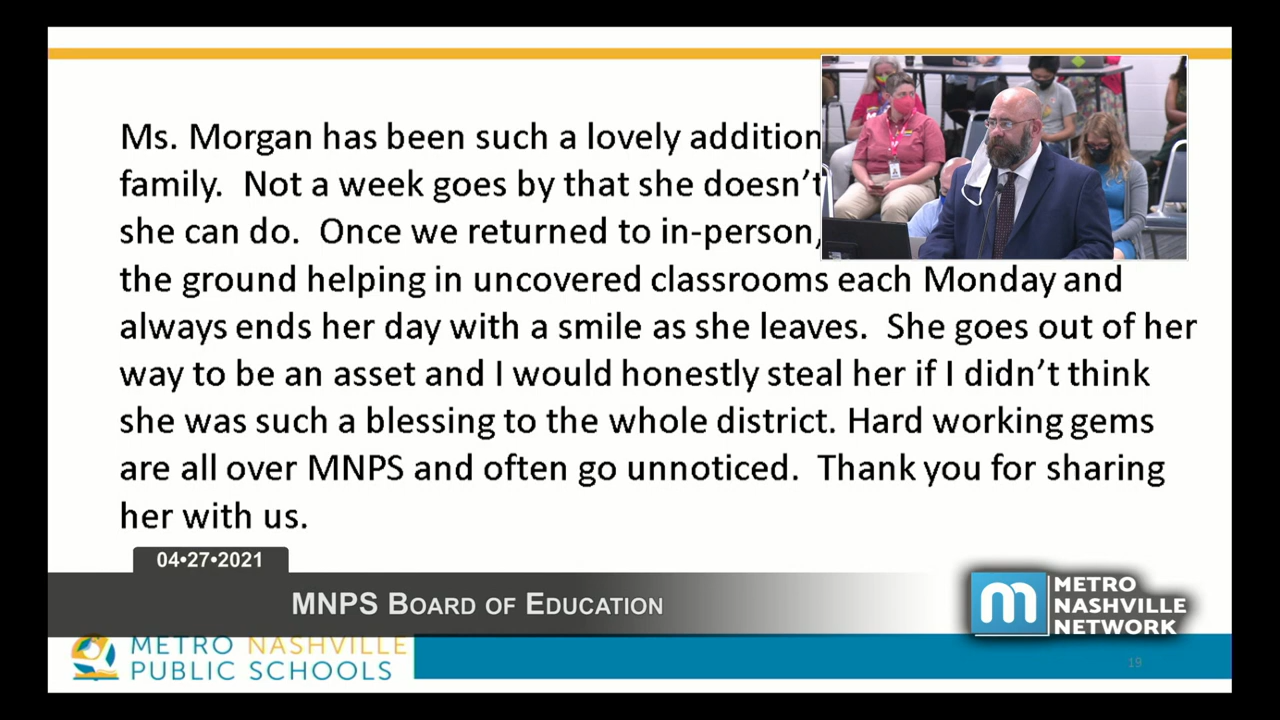 Ms. Morgan has been such a lovely addition
family.  Not a week goes by that she doesn't
she can do.  Once we returned to in-person,
the ground helping in uncovered classrooms each Monday and
always ends her day with a smile as she leaves.  She goes out of her
way to be an asset and I would honestly steal her if I didn't think
she was such a blessing to the whole district. Hard working gems
are all over MNPS and often go unnoticed.  Thank you for sharing
her with us.
04•27•2021
MNPS BOARD OF EDUCATION
m METRO
NASHVILLE
NETWORK
METRO NASHVILLE
PUBLIC SCHOOLS
19